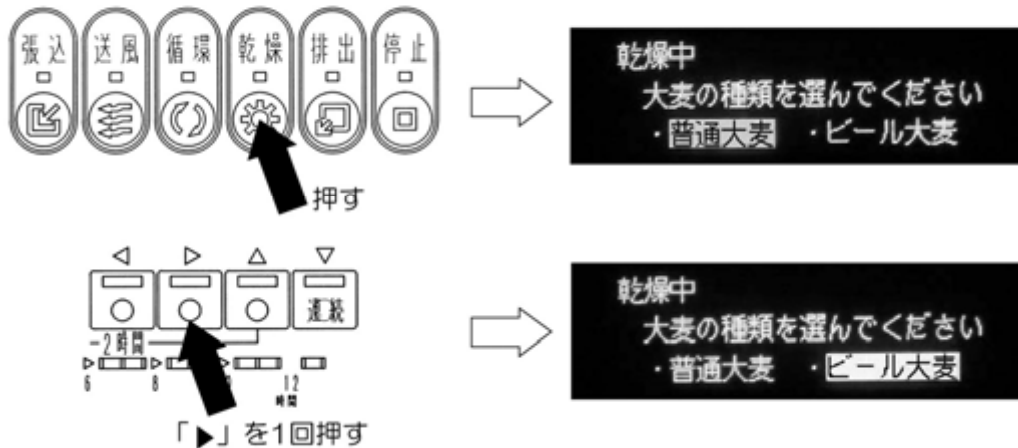 張込 送風 循環 乾燥 排出 停止
押す
乾燥中
大麦の種類を選んでください
・普通大麦 ・ビール大麦
◁ ▷ △ ▽
連続
2時間
6 8 12
時間
「▶」を1回押す
乾燥中
大麦の種類を選んでください
・普通大麦 ・ビール大麦